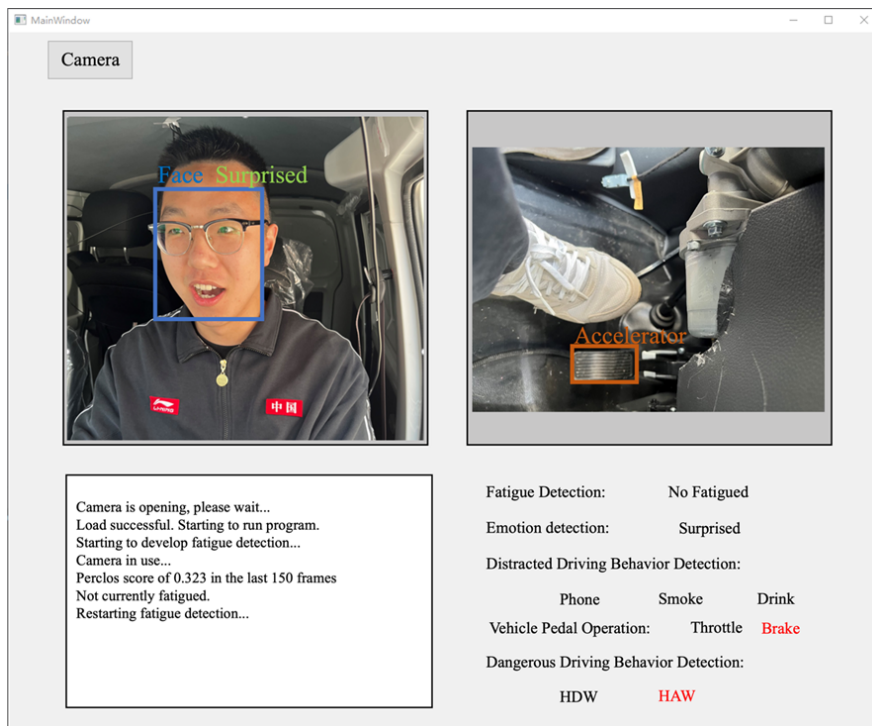 MainWindow
Camera
Face Surprised
LI-NING
中国
Accelerator
Camera is opening, please wait...
Load successful. Starting to run program.
Starting to develop fatigue detection...
Camera in use...
Perclos score of 0.323 in the last 150 frames
Not currently fatigued.
Restarting fatigue detection...
Fatigue Detection: No Fatigued
Emotion detection: Surprised
Distracted Driving Behavior Detection:
Phone Smoke Drink
Vehicle Pedal Operation: Throttle Brake
Dangerous Driving Behavior Detection:
HDW HAW